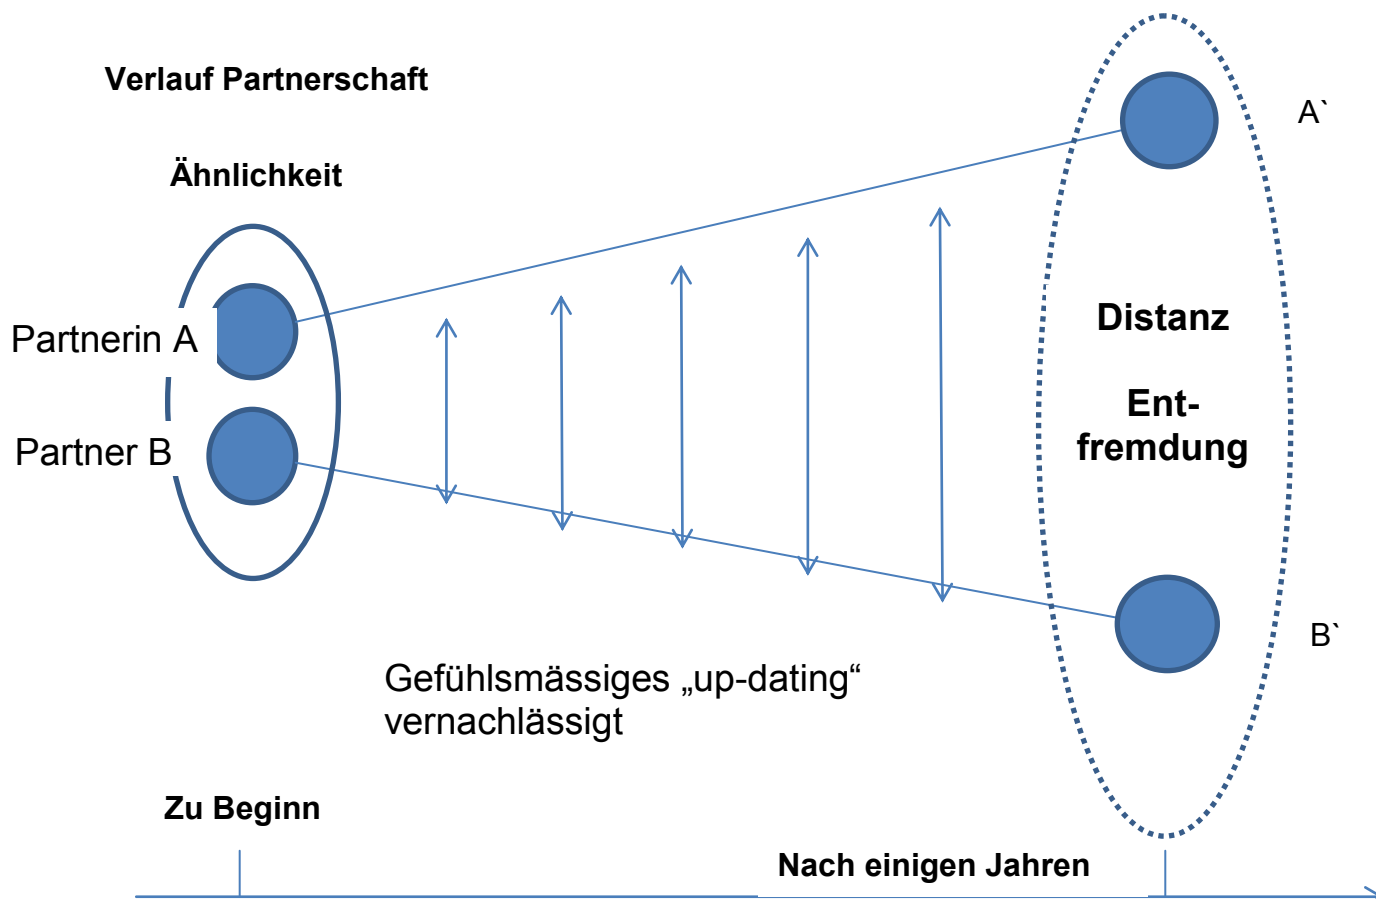 Verlauf Partnerschaft
A`
Ähnlichkeit
Partnerin A
Distanz
Ent-
fremdung
Partner B
B`
Gefühlsmässiges „up-dating“
vernachlässigt
Zu Beginn
Nach einigen Jahren